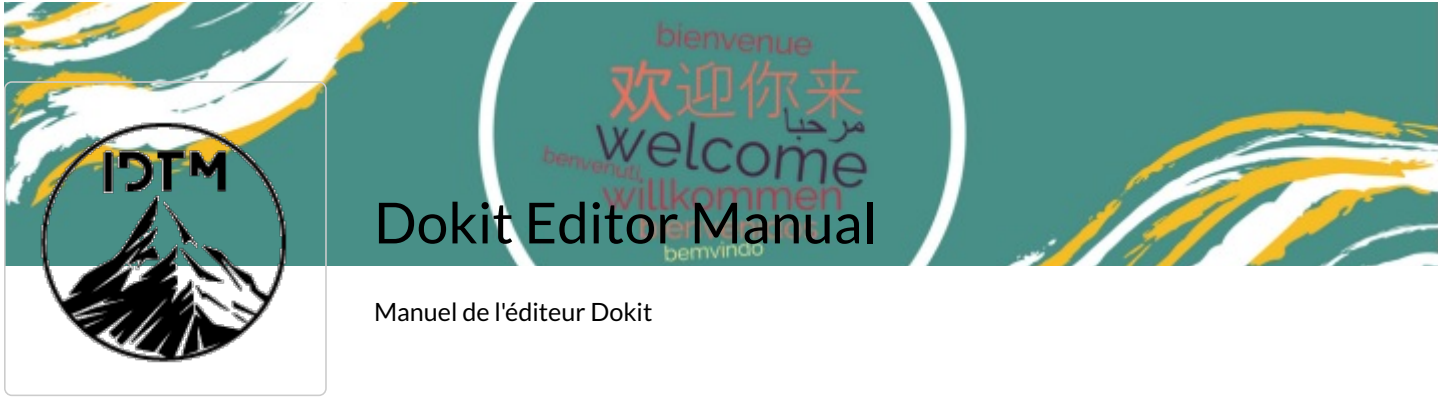 bienvenue
欢迎你来
مرحبا
welcome
benvenuti
willkommen
bemvindo
IDTM
Dokit Editor Manual
Manuel de l'éditeur Dokit